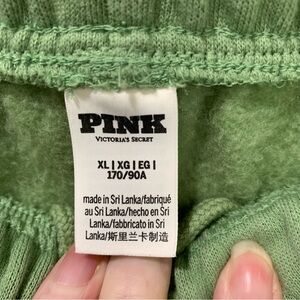 PINK
VICTORIA'S SECRET
XL | XG | EG |
170/90A
made in Sri Lanka/fabriqué
au Sri Lanka/hecho en Sri
Lanka/fabbricato in Sri
Lanka/斯里兰卡制造